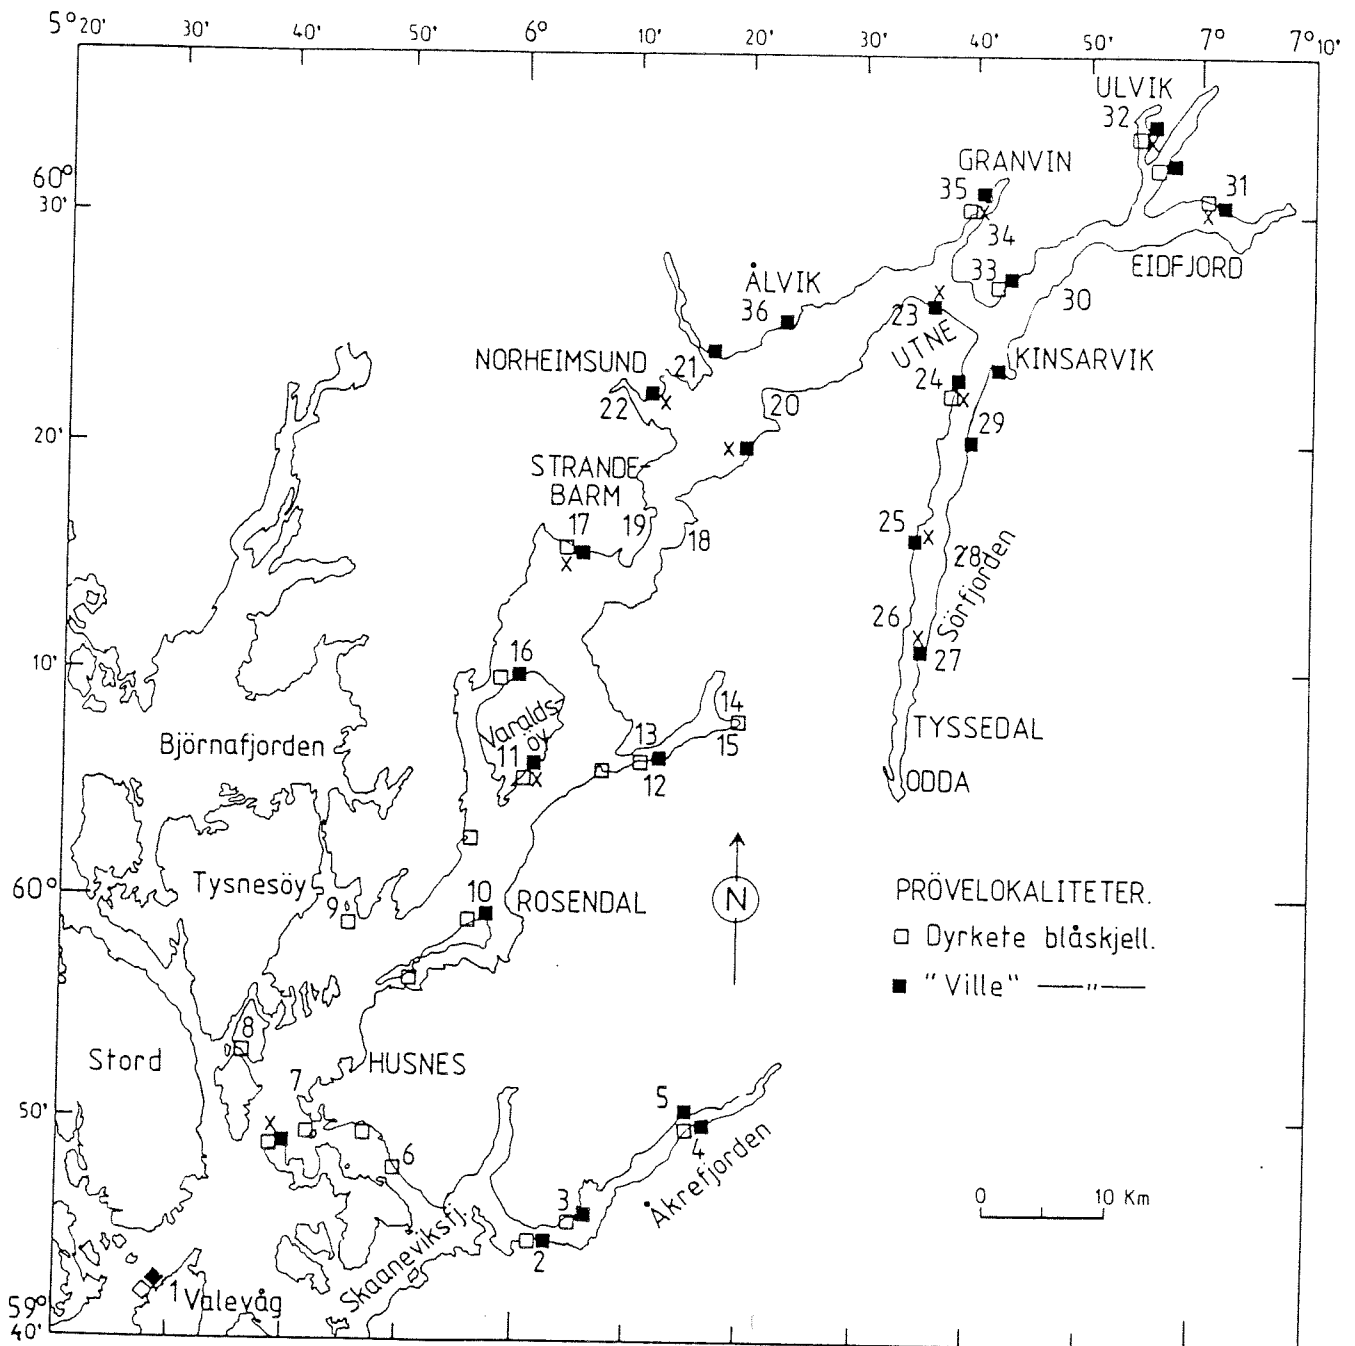 5° 20' 30' 40' 50' 6° 10' 20' 30' 40' 50' 7° 7° 10'
ULVIK
32
GRANVIN
60°
30'
35
31
34
EIDFJORD
33
30
ÅLVIK
36
23
UTNE
KINSARVIK
NORHEIMSUND
21
24
22
20
29
20'
STRANDE-
BARM
17
19
18
25
28
Sörfjorden
26
27
10'
16
14
Varalds-
öy
13
15
TYSSEDAL
Björnafjorden
11
12
ODDA
60°
Tysnesöy
9
10
ROSENDAL
N
PRÖVELOKALITETER.
□ Dyrkete blåskjell.
■ "Ville" —"—
8
Stord
HUSNES
7
50'
5
4
6
Åkrefjorden
3
0 10 Km
Skaaneviksfj.
2
1
Valevåg
59°
40'